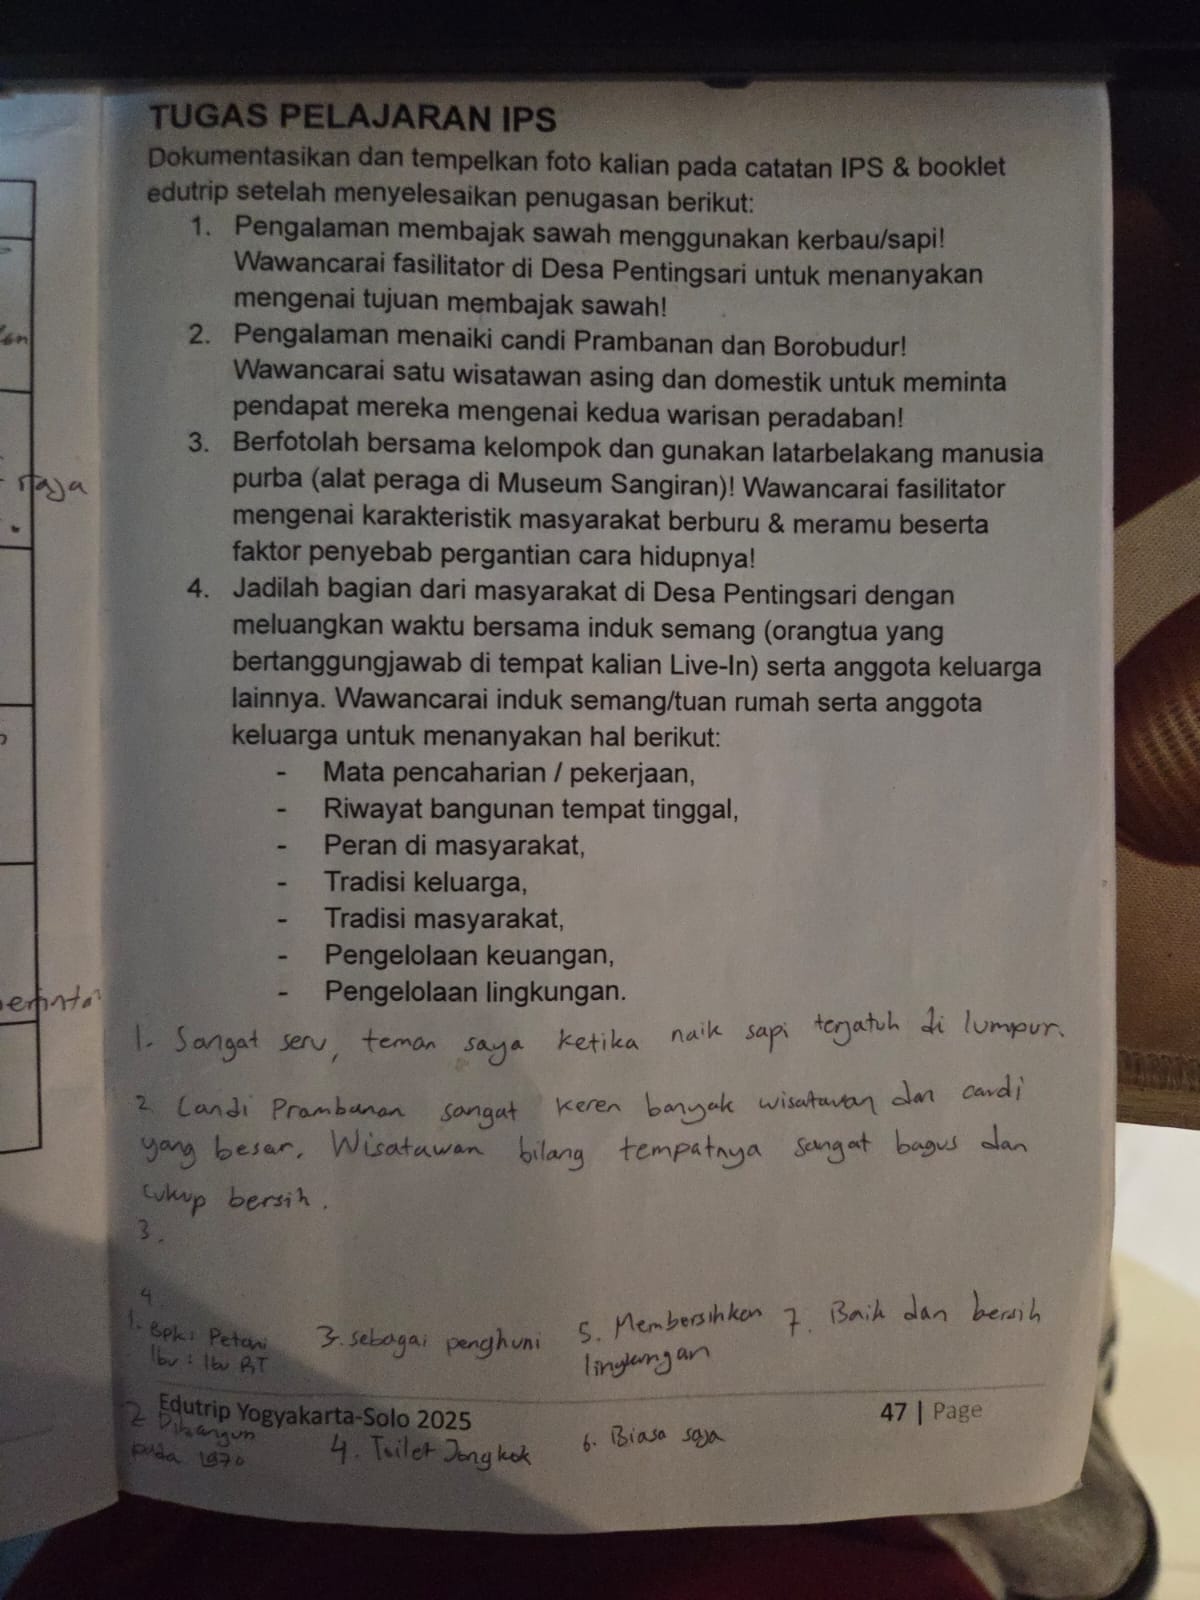 TUGAS PELAJARAN IPS
Dokumentasikan dan tempelkan foto kalian pada catatan IPS & booklet
edutrip setelah menyelesaikan penugasan berikut:
1. Pengalaman membajak sawah menggunakan kerbau/sapi!
Wawancarai fasilitator di Desa Pentingsari untuk menanyakan
mengenai tujuan membajak sawah!
2. Pengalaman menaiki candi Prambanan dan Borobudur!
Wawancarai satu wisatawan asing dan domestik untuk meminta
pendapat mereka mengenai kedua warisan peradaban!
3. Berfotolah bersama kelompok dan gunakan latarbelakang manusia
purba (alat peraga di Museum Sangiran)! Wawancarai fasilitator
mengenai karakteristik masyarakat berburu & meramu beserta
faktor penyebab pergantian cara hidupnya!
4. Jadilah bagian dari masyarakat di Desa Pentingsari dengan
meluangkan waktu bersama induk semang (orangtua yang
bertanggungjawab di tempat kalian Live-In) serta anggota keluarga
lainnya. Wawancarai induk semang/tuan rumah serta anggota
keluarga untuk menanyakan hal berikut:
- Mata pencaharian / pekerjaan,
- Riwayat bangunan tempat tinggal,
- Peran di masyarakat,
- Tradisi keluarga,
- Tradisi masyarakat,
- Pengelolaan keuangan,
- Pengelolaan lingkungan.
1. Sangat seru, teman saya ketika naik sapi terjatuh di lumpur.
2. Candi Prambanan sangat keren banyak wisatawan dan candi
yang besar. Wisatawan bilang tempatnya sangat bagus dan
cukup bersih.
3.
4.
1. Bpk: Petani
Ibu: Ibu RT
3. sebagai penghuni
5. Membersihkan
lingkungan
7. Baik dan bersih
Edutrip Yogyakarta-Solo 2025
47 | Page
2 Dibangun
pada 1970
4. Toilet Jongkok
6. Biasa saja